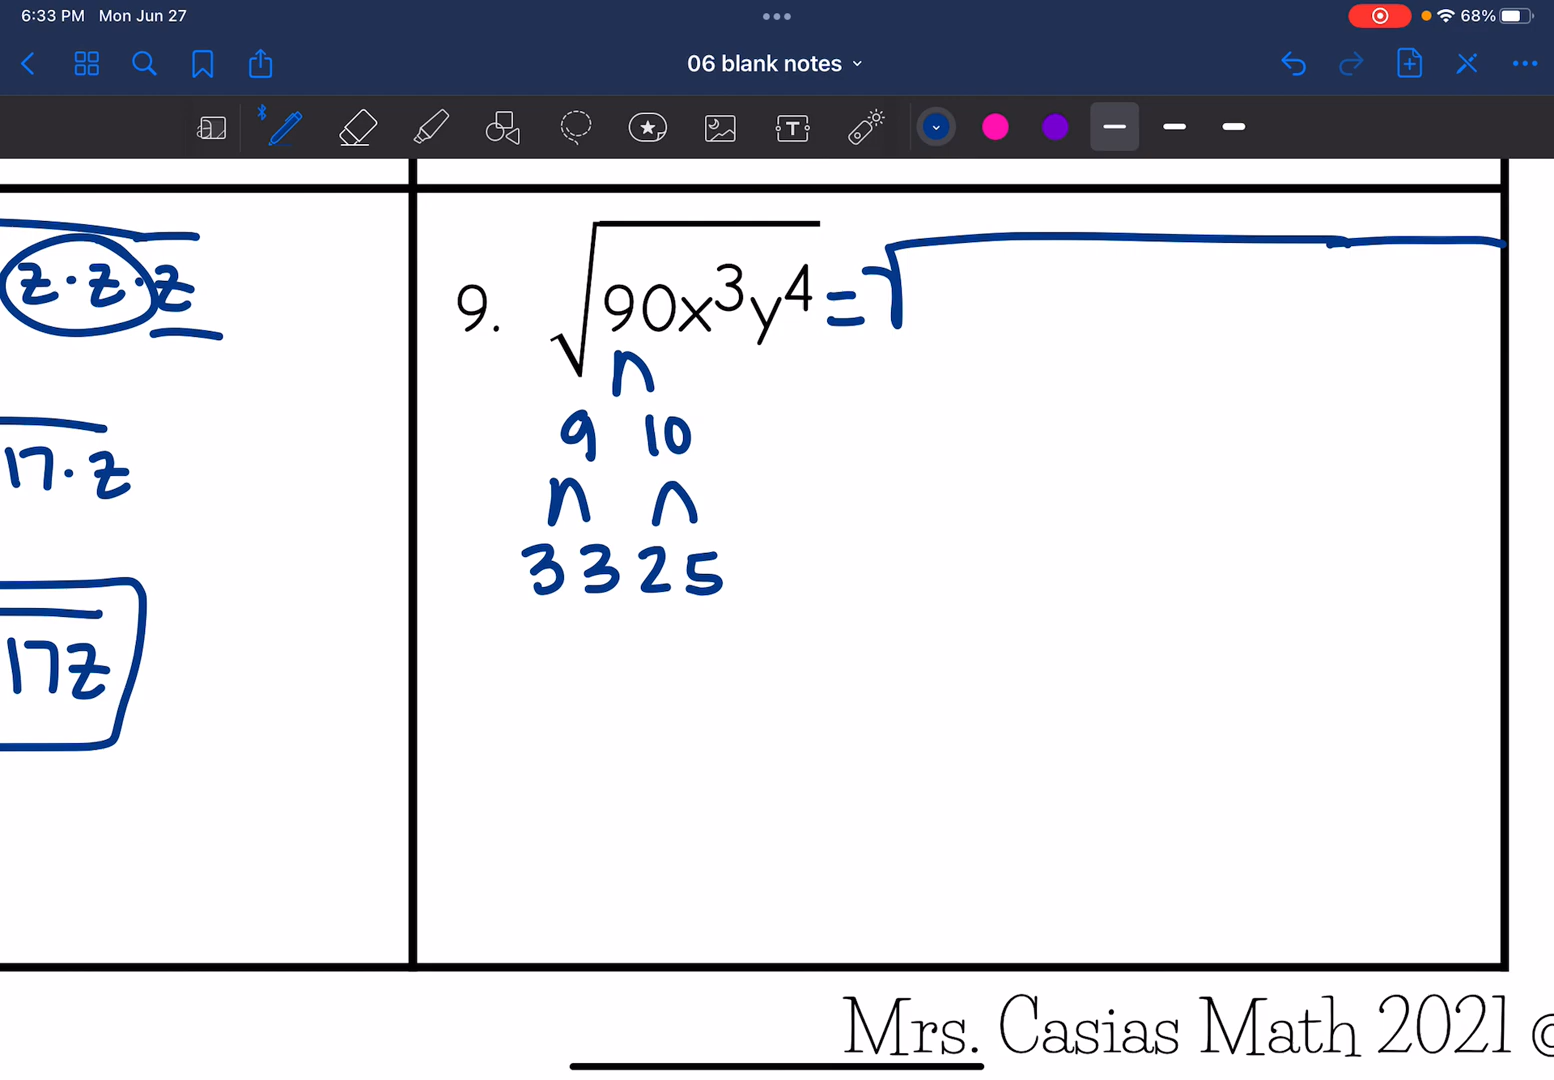 6:33 PM Mon Jun 27
68%
06 blank notes
T
z·z·z
17·z
17z
9. √90x³y⁴ = √
9 10
3 3 2 5
Mrs. Casias Math 2021 ©